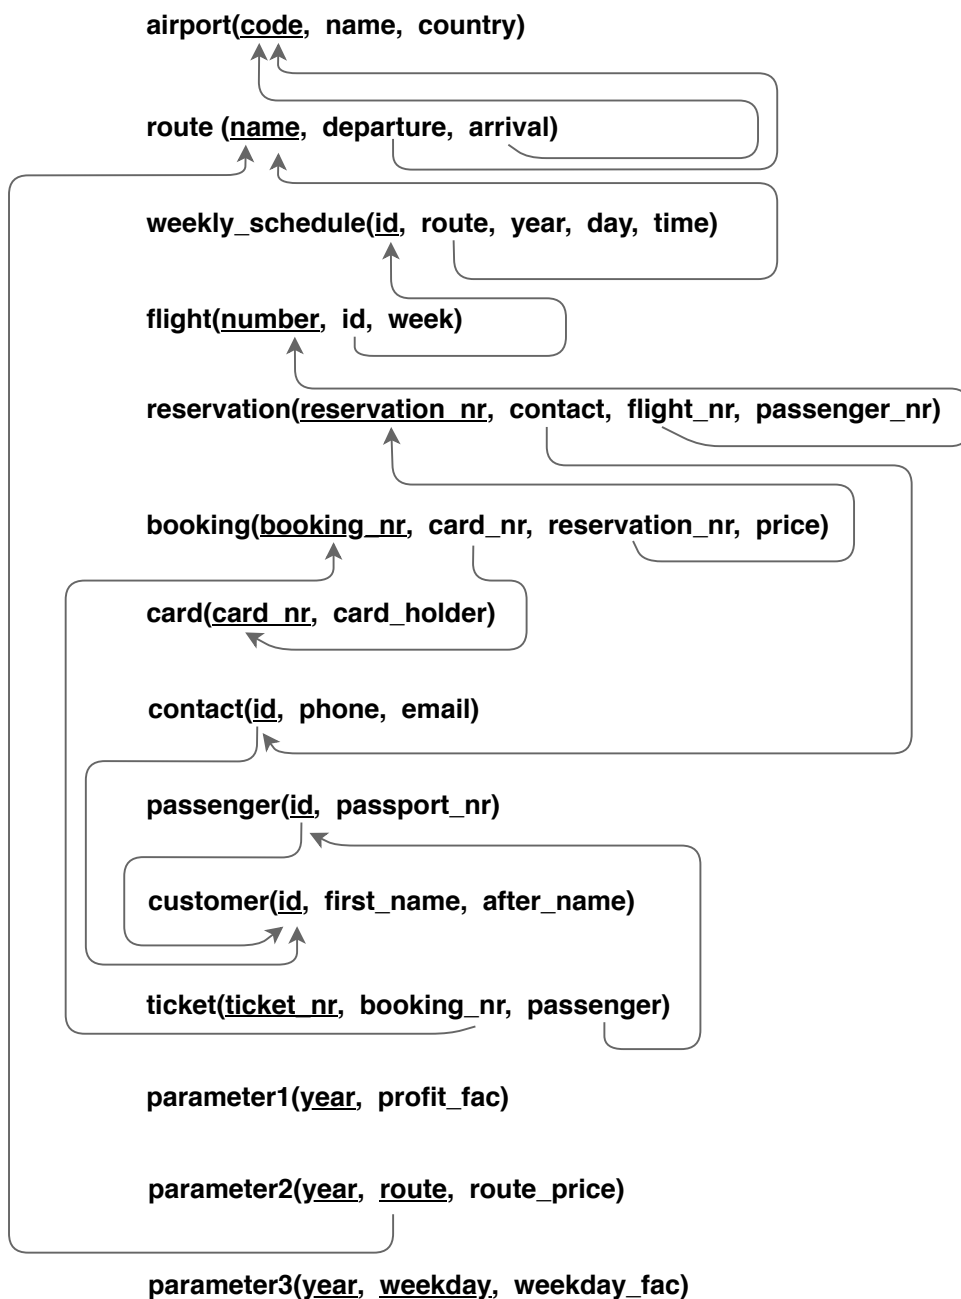 airport(code, name, country)
route (name, departure, arrival)
weekly_schedule(id, route, year, day, time)
flight(number, id, week)
reservation(reservation_nr, contact, flight_nr, passenger_nr)
booking(booking_nr, card_nr, reservation_nr, price)
card(card_nr, card_holder)
contact(id, phone, email)
passenger(id, passport_nr)
customer(id, first_name, after_name)
ticket(ticket_nr, booking_nr, passenger)
parameter1(year, profit_fac)
parameter2(year, route, route_price)
parameter3(year, weekday, weekday_fac)